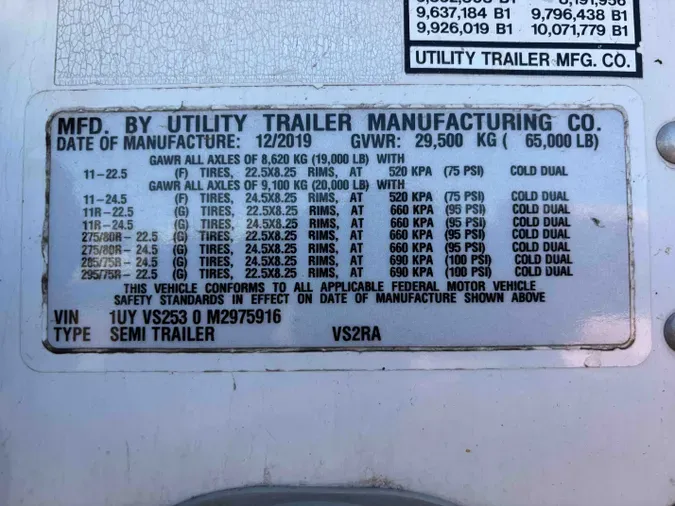 8,191,956
9,637,184 B1 9,796,438 B1
9,926,019 B1 10,071,779 B1
UTILITY TRAILER MFG. CO.
MFD. BY UTILITY TRAILER MANUFACTURING CO.
DATE OF MANUFACTURE: 12/2019 GVWR: 29,500 KG ( 65,000 LB)
GAWR ALL AXLES OF 8,620 KG (19,000 LB) WITH
11-22.5 (F) TIRES, 22.5X8.25 RIMS, AT 520 KPA (75 PSI) COLD DUAL
GAWR ALL AXLES OF 9,100 KG (20,000 LB) WITH
11-24.5 (F) TIRES, 24.5X8.25 RIMS, AT 520 KPA (75 PSI) COLD DUAL
11R-22.5 (G) TIRES, 22.5X8.25 RIMS, AT 660 KPA (95 PSI) COLD DUAL
11R-24.5 (G) TIRES, 24.5X8.25 RIMS, AT 660 KPA (95 PSI) COLD DUAL
275/80R-22.5 (G) TIRES, 22.5X8.25 RIMS, AT 660 KPA (95 PSI) COLD DUAL
275/80R-24.5 (G) TIRES, 24.5X8.25 RIMS, AT 660 KPA (95 PSI) COLD DUAL
285/75R-24.5 (G) TIRES, 24.5X8.25 RIMS, AT 690 KPA (100 PSI) COLD DUAL
295/75R-22.5 (G) TIRES, 22.5X8.25 RIMS, AT 690 KPA (100 PSI) COLD DUAL
THIS VEHICLE CONFORMS TO ALL APPLICABLE FEDERAL MOTOR VEHICLE
SAFETY STANDARDS IN EFFECT ON DATE OF MANUFACTURE SHOWN ABOVE
VIN 1UY VS253 0 M2975916
TYPE SEMI TRAILER VS2RA